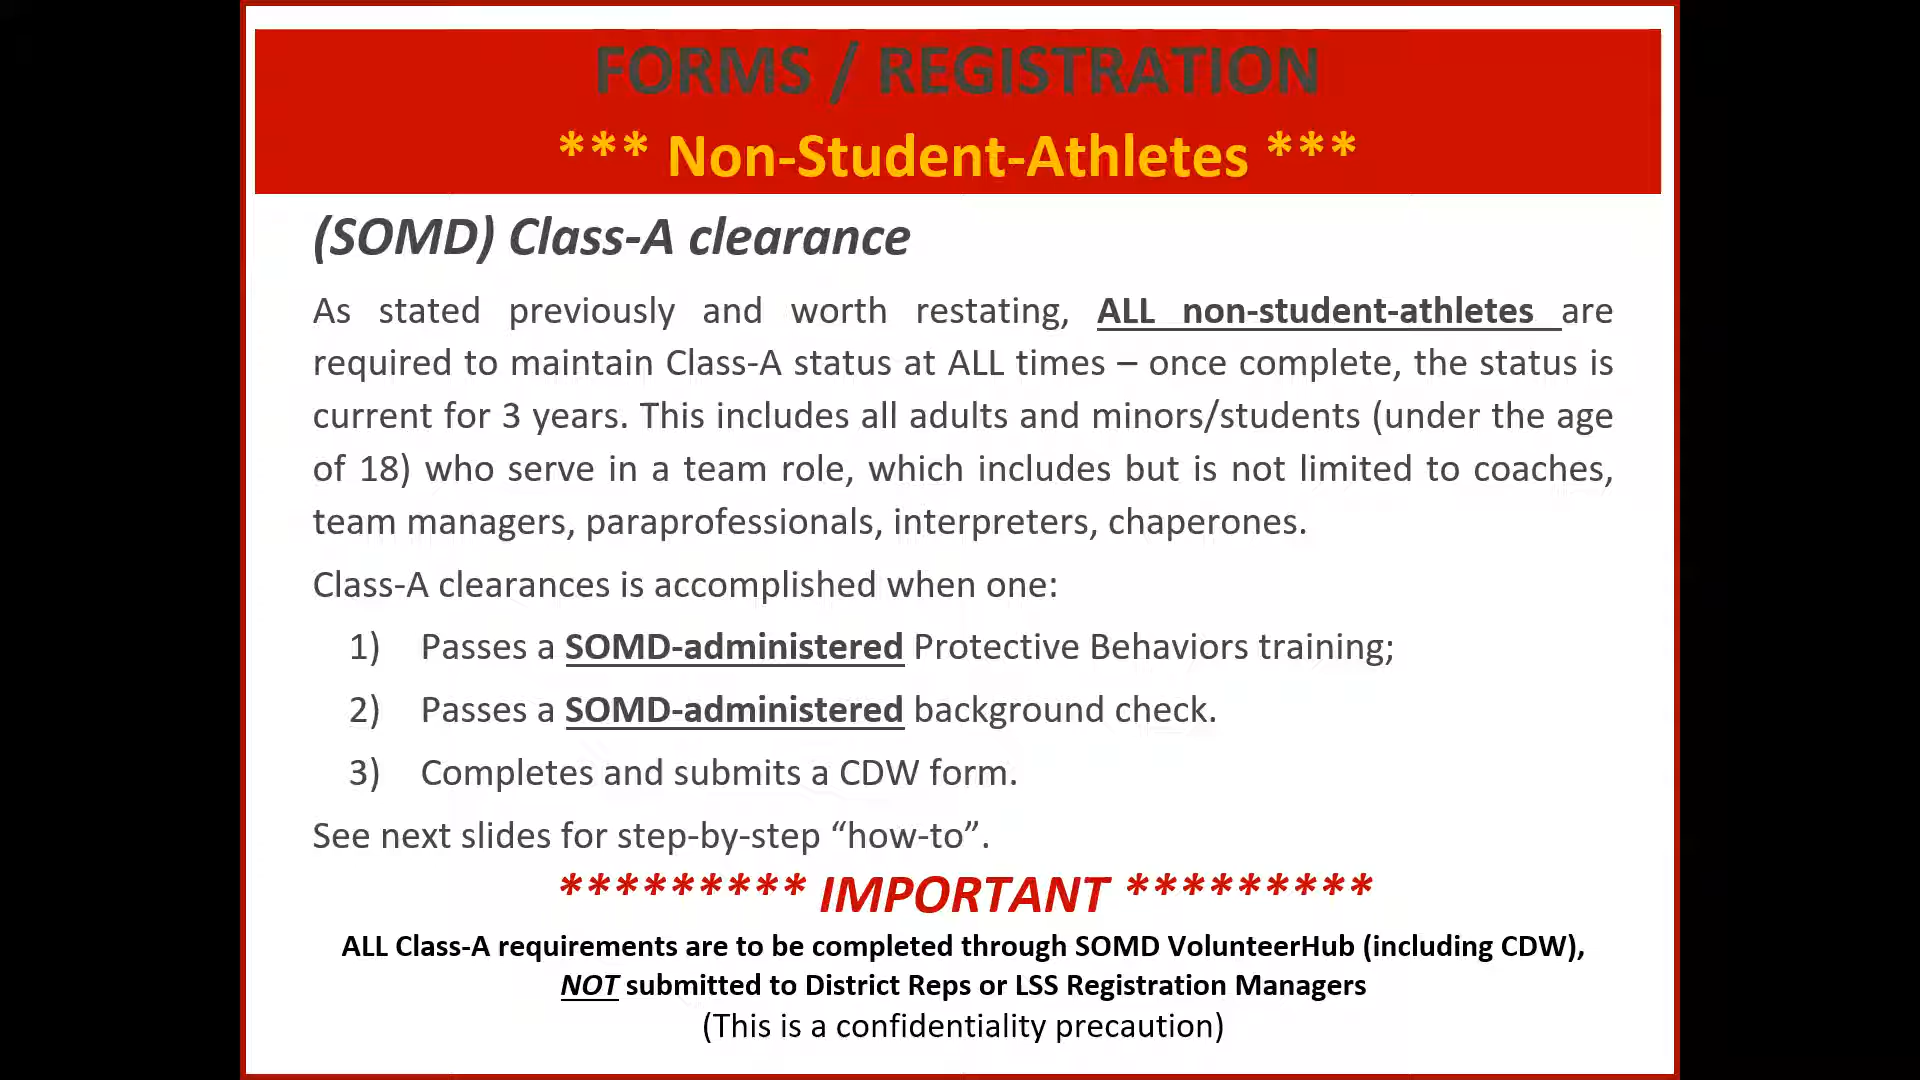 FORMS / REGISTRATION
*** Non-Student-Athletes ***
(SOMD) Class-A clearance
As stated previously and worth restating, ALL non-student-athletes are
required to maintain Class-A status at ALL times – once complete, the status is
current for 3 years. This includes all adults and minors/students (under the age
of 18) who serve in a team role, which includes but is not limited to coaches,
team managers, paraprofessionals, interpreters, chaperones.
Class-A clearances is accomplished when one:
1) Passes a SOMD-administered Protective Behaviors training;
2) Passes a SOMD-administered background check.
3) Completes and submits a CDW form.
See next slides for step-by-step “how-to”.
********* IMPORTANT *********
ALL Class-A requirements are to be completed through SOMD VolunteerHub (including CDW),
NOT submitted to District Reps or LSS Registration Managers
(This is a confidentiality precaution)